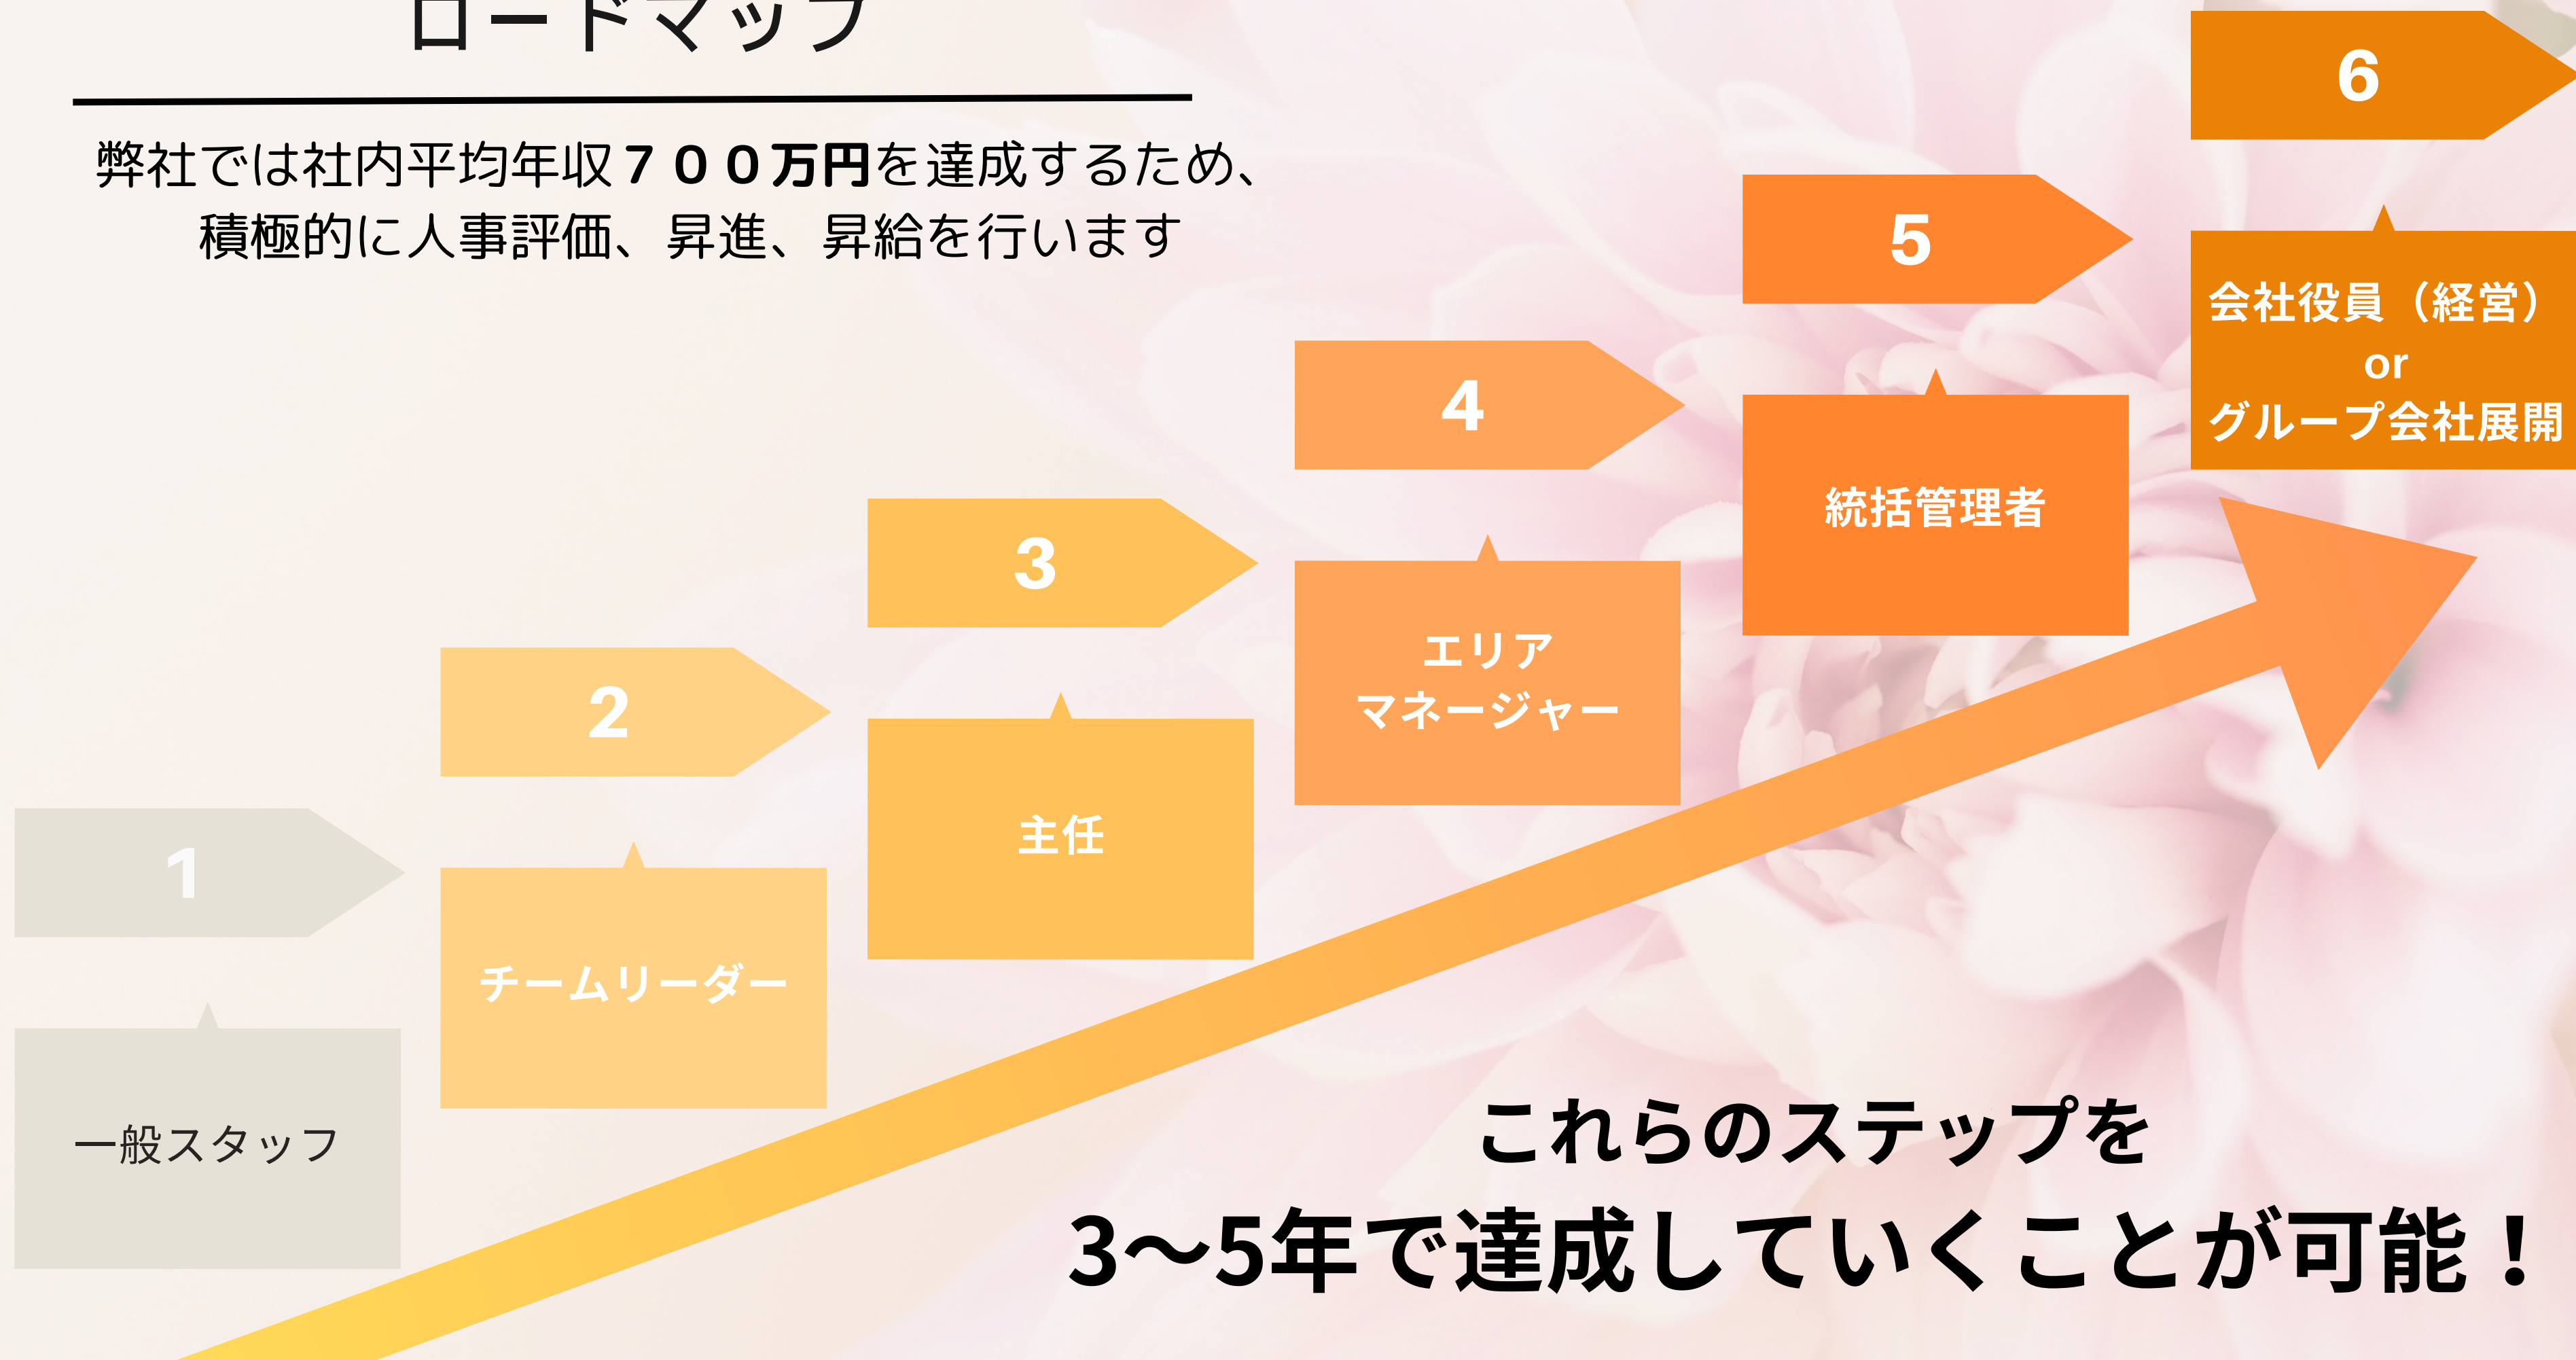 ロードマップ
弊社では社内平均年収７００万円を達成するため、
積極的に人事評価、昇進、昇給を行います
1
一般スタッフ
2
チームリーダー
3
主任
4
エリア
マネージャー
5
統括管理者
6
会社役員（経営）
or
グループ会社展開
これらのステップを
3〜5年で達成していくことが可能！